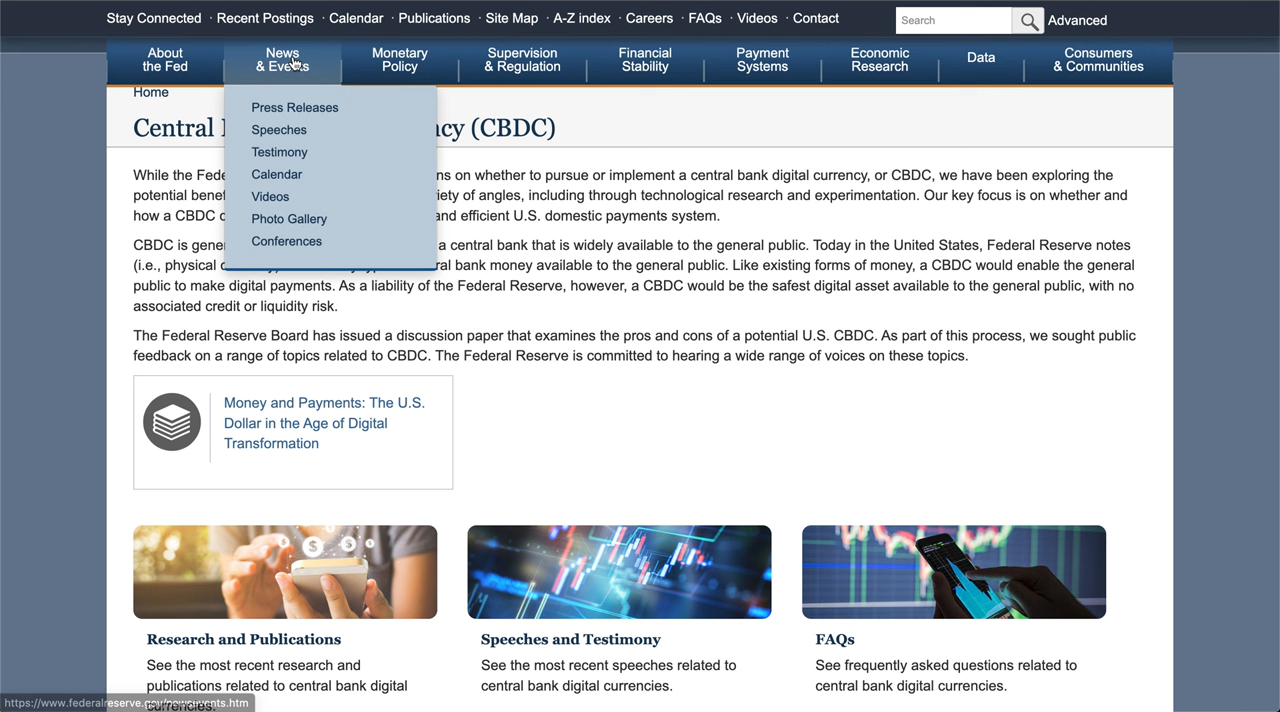 Stay Connected · Recent Postings · Calendar · Publications · Site Map · A-Z index · Careers · FAQs · Videos · Contact
Search
Advanced
About
the Fed
News
& Events
Monetary
Policy
Supervision
& Regulation
Financial
Stability
Payment
Systems
Economic
Research
Data
Consumers
& Communities
Home
Press Releases
Speeches
Testimony
Calendar
Videos
Photo Gallery
Conferences
Central cy (CBDC)
While the Fede ns on whether to pursue or implement a central bank digital currency, or CBDC, we have been exploring the
potential benef iety of angles, including through technological research and experimentation. Our key focus is on whether and
how a CBDC and efficient U.S. domestic payments system.
CBDC is gene a central bank that is widely available to the general public. Today in the United States, Federal Reserve notes
(i.e., physical ral bank money available to the general public. Like existing forms of money, a CBDC would enable the general
public to make digital payments. As a liability of the Federal Reserve, however, a CBDC would be the safest digital asset available to the general public, with no
associated credit or liquidity risk.
The Federal Reserve Board has issued a discussion paper that examines the pros and cons of a potential U.S. CBDC. As part of this process, we sought public
feedback on a range of topics related to CBDC. The Federal Reserve is committed to hearing a wide range of voices on these topics.
Money and Payments: The U.S.
Dollar in the Age of Digital
Transformation
Research and Publications
See the most recent research and
publications related to central bank digital
currencies.
Speeches and Testimony
See the most recent speeches related to
central bank digital currencies.
FAQs
See frequently asked questions related to
central bank digital currencies.
https://www.federalreserve.gov/newsevents.htm